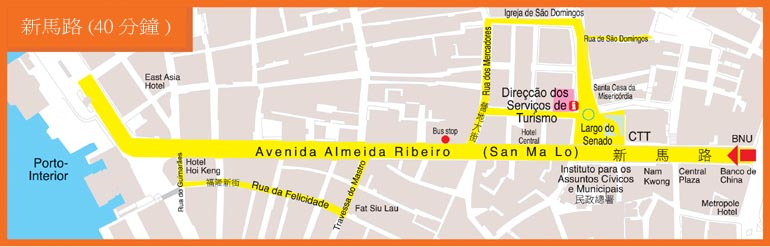 新馬路 (40 分鐘)
Igreja de São Domingos
Rua de São Domingos
Rua dos Mercadores
East Asia
Hotel
Direcção dos
Serviços de
Turismo
i
Santa Casa da
Misericórdia
Largo do
Senado
CTT
Hotel
Central
Bus stop
BNU
Avenida Almeida Ribeiro (San Ma Lo) 新馬路
Porto-
Interior
Hotel
Hoi Keng
Rua do Guimarães
福隆新街
Rua da Felicidade
Travessa do Mastro
Fat Siu Lau
Instituto para os
Assuntos Cívicos
e Municipais
民政總署
Nam
Kwong
Central
Plaza
Banco de
China
Metropole
Hotel